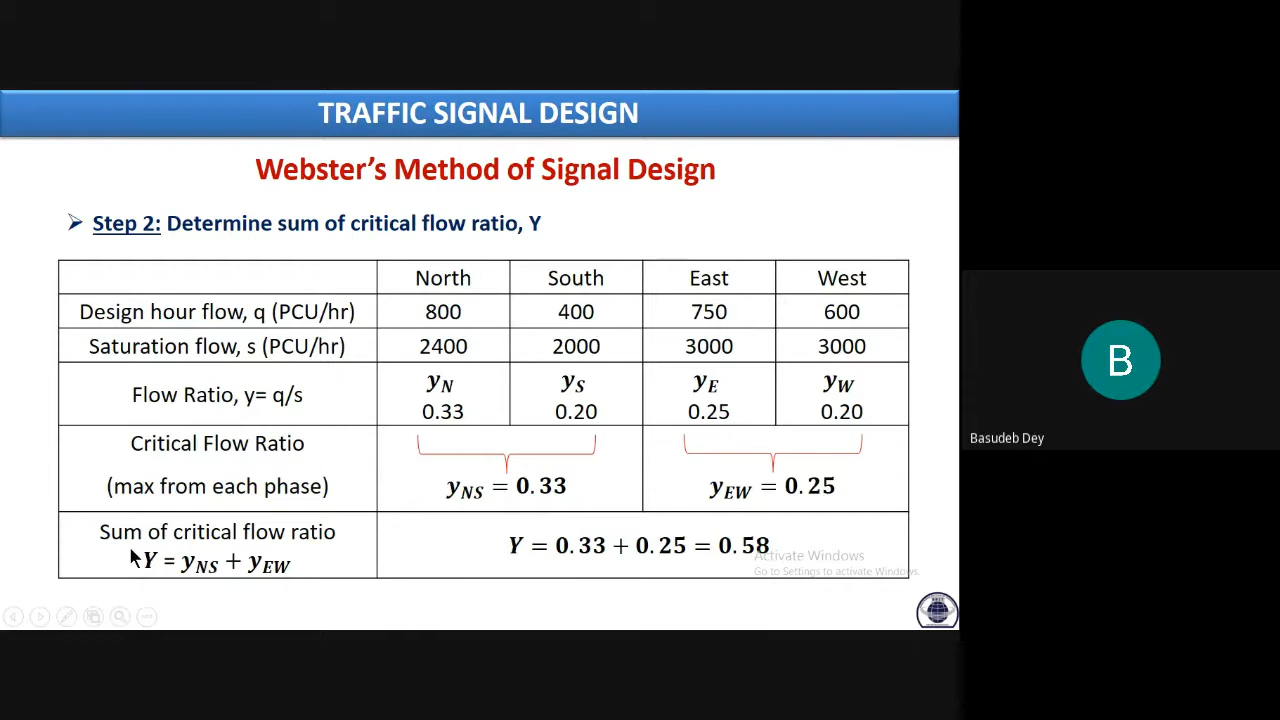 TRAFFIC SIGNAL DESIGN
Webster's Method of Signal Design
➢ Step 2: Determine sum of critical flow ratio, Y
North South East West
Design hour flow, q (PCU/hr) 800 400 750 600
Saturation flow, s (PCU/hr) 2400 2000 3000 3000
Flow Ratio, y= q/s
y_N y_S y_E y_W
0.33 0.20 0.25 0.20
Critical Flow Ratio
(max from each phase) y_NS = 0.33 y_EW = 0.25
Sum of critical flow ratio
Y = y_NS + y_EW
Y = 0.33 + 0.25 = 0.58
Activate Windows
Go to Settings to activate Windows.
B
Basudeb Dey